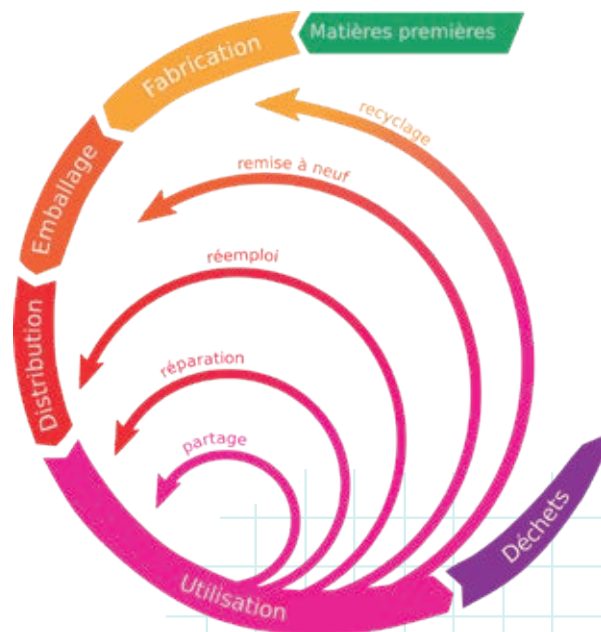 Matières premières
Fabrication
recyclage
Emballage
remise à neuf
réemploi
Distribution
réparation
partage
Utilisation
Déchets